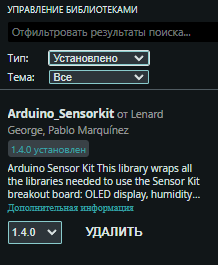 УПРАВЛЕНИЕ БИБЛИОТЕКАМИ
Отфильтровать результаты поиска...
Тип: Установлено
Тема: Все
Arduino_Sensorkit от Lenard
George, Pablo Marquínez
1.4.0 установлен
Arduino Sensor Kit This library wraps all
the libraries needed to use the Sensor Kit
breakout board: OLED display, humidity...
Дополнительная информация
1.4.0 УДАЛИТЬ